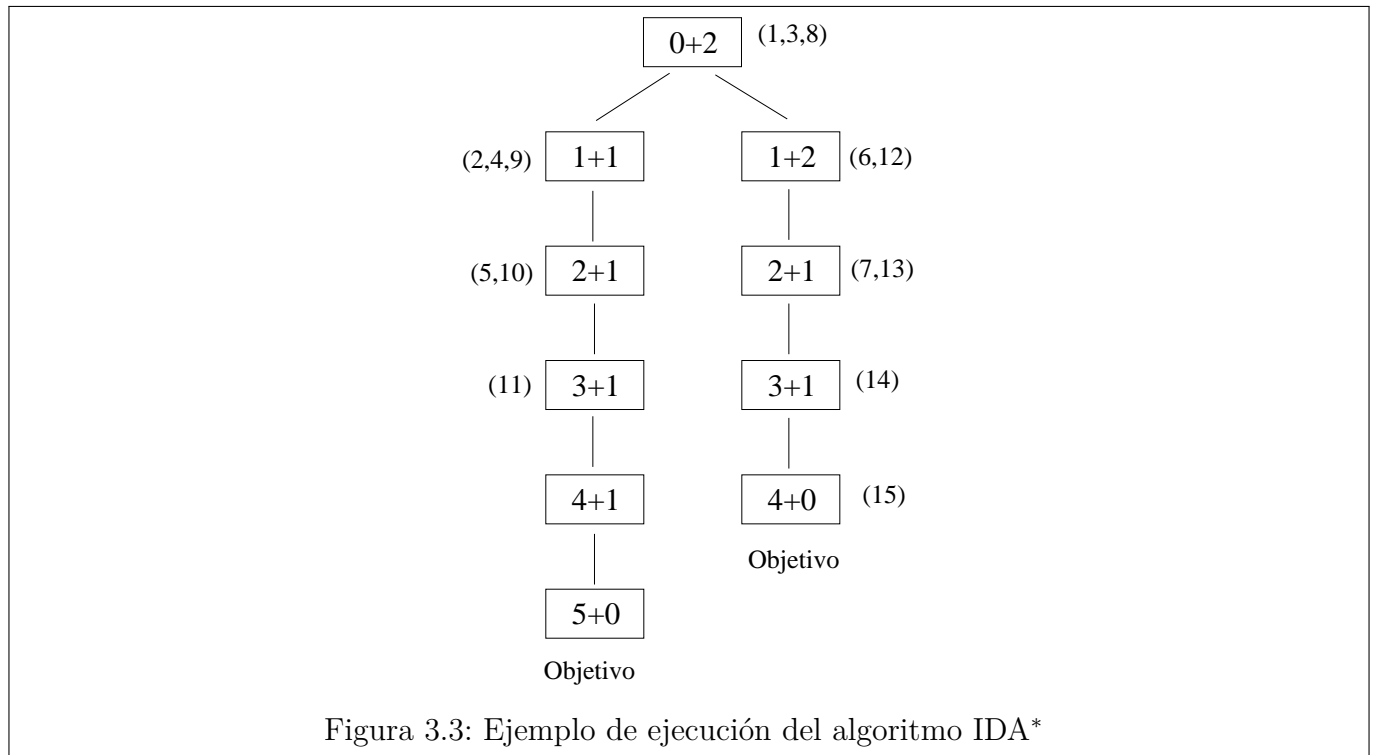 0+2 (1,3,8)
(2,4,9) 1+1 1+2 (6,12)
(5,10) 2+1 2+1 (7,13)
(11) 3+1 3+1 (14)
4+1 4+0 (15)
Objetivo
5+0
Objetivo
Figura 3.3: Ejemplo de ejecución del algoritmo IDA*